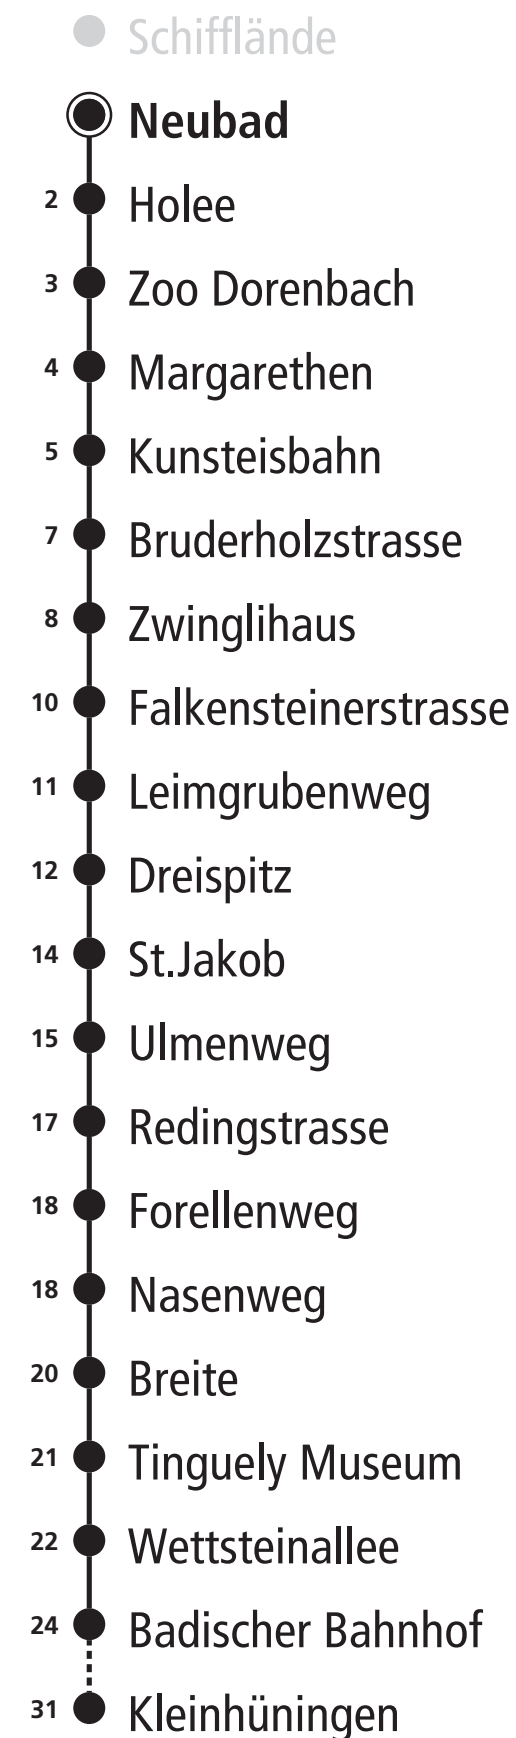 Schifflände
Neubad
2 Holee
3 Zoo Dorenbach
4 Margarethen
5 Kunsteisbahn
7 Bruderholzstrasse
8 Zwinglihaus
10 Falkensteinerstrasse
11 Leimgrubenweg
12 Dreispitz
14 St.Jakob
15 Ulmenweg
17 Redingstrasse
18 Forellenweg
18 Nasenweg
20 Breite
21 Tinguely Museum
22 Wettsteinallee
24 Badischer Bahnhof
31 Kleinhüningen